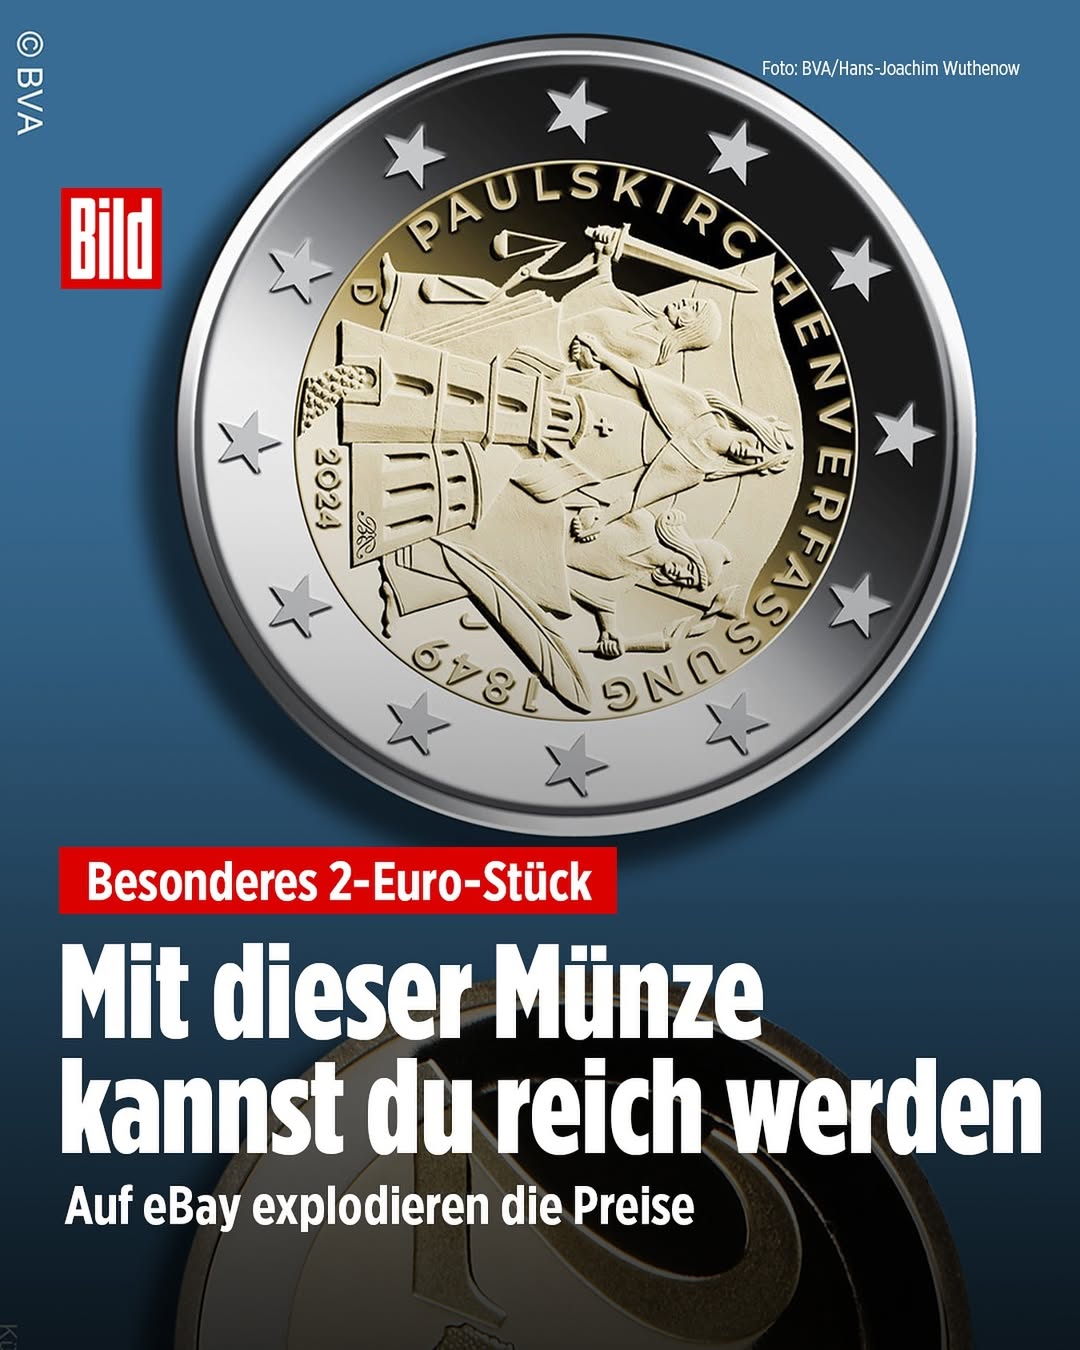 © BVA
Foto: BVA/Hans-Joachim Wuthenow
Bild
PAULSKIRCHENVERFASSUNG
D
2024
1849
Besonderes 2-Euro-Stück
Mit dieser Münze
kannst du reich werden
Auf eBay explodieren die Preise
2